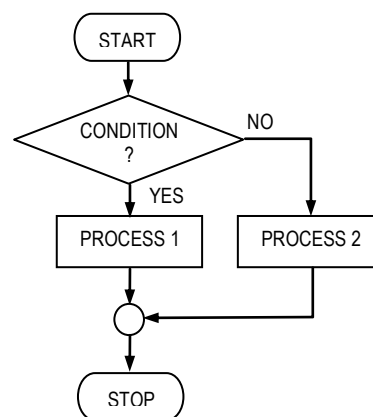 START
CONDITION
?
NO
YES
PROCESS 1
PROCESS 2
STOP